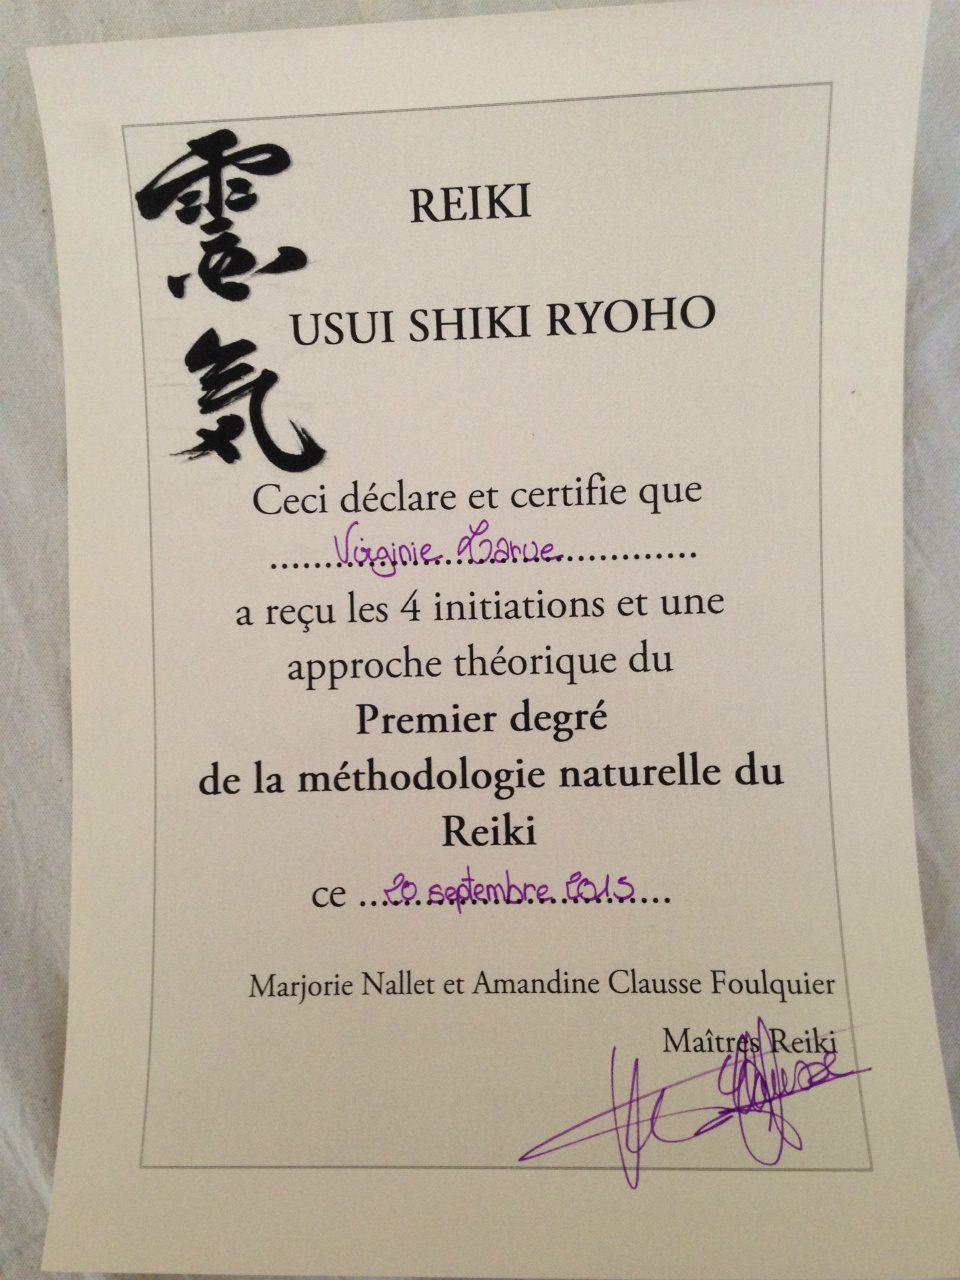 霊気
REIKI
USUI SHIKI RYOHO
Ceci déclare et certifie que
Virginie Larue
a reçu les 4 initiations et une
approche théorique du
Premier degré
de la méthodologie naturelle du
Reiki
ce ...20 septembre 2015...
Marjorie Nallet et Amandine Clausse Foulquier
Maîtres Reiki